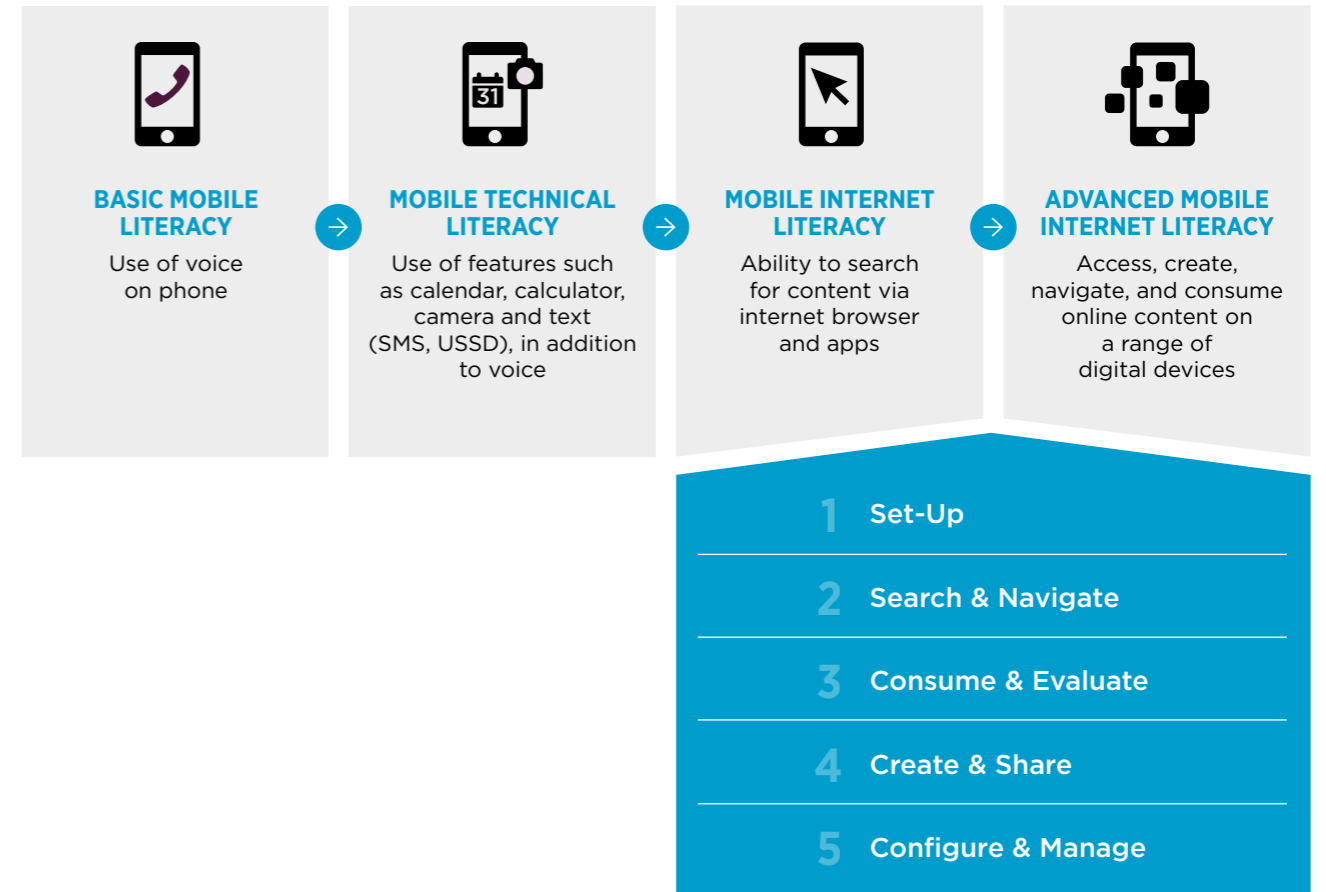 31
BASIC MOBILE
LITERACY
Use of voice
on phone
MOBILE TECHNICAL
LITERACY
Use of features such
as calendar, calculator,
camera and text
(SMS, USSD), in addition
to voice
MOBILE INTERNET
LITERACY
Ability to search
for content via
internet browser
and apps
ADVANCED MOBILE
INTERNET LITERACY
Access, create,
navigate, and consume
online content on
a range of
digital devices
1 Set-Up
2 Search & Navigate
3 Consume & Evaluate
4 Create & Share
5 Configure & Manage